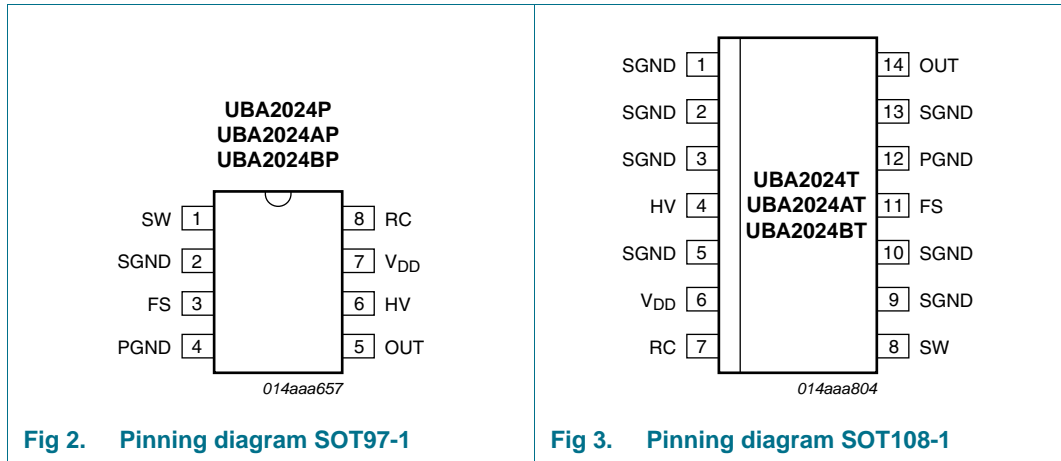 UBA2024P
UBA2024AP
UBA2024BP
SW 1 8 RC
SGND 2 7 VDD
FS 3 6 HV
PGND 4 5 OUT
014aaa657
Fig 2. Pinning diagram SOT97-1
SGND 1 14 OUT
SGND 2 13 SGND
SGND 3 12 PGND
UBA2024T
HV 4 UBA2024AT 11 FS
UBA2024BT
SGND 5 10 SGND
VDD 6 9 SGND
RC 7 8 SW
014aaa804
Fig 3. Pinning diagram SOT108-1